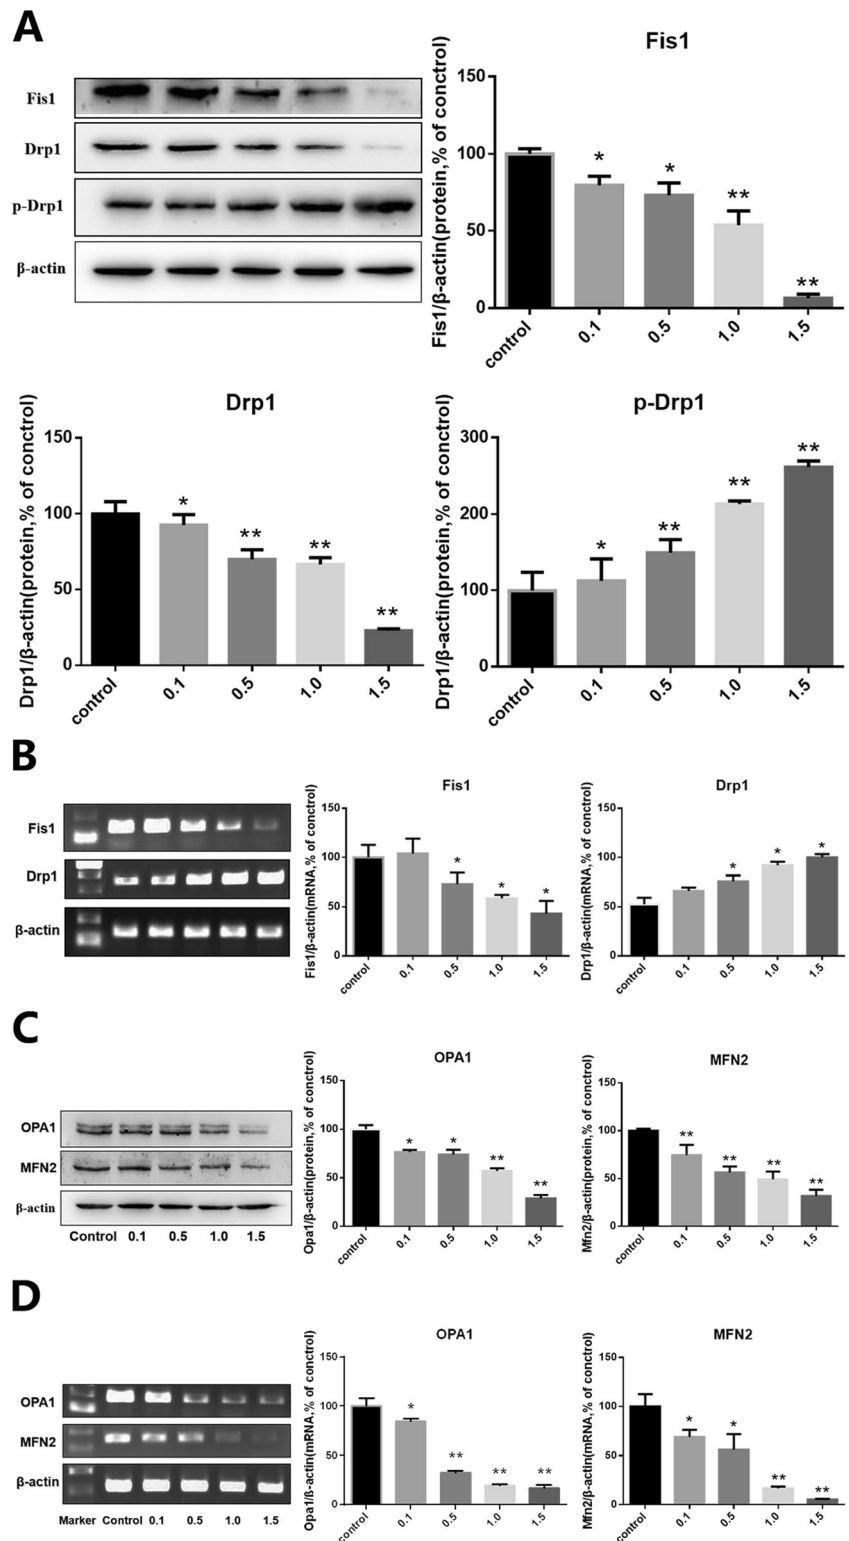 A
Fis1
Drp1
p-Drp1
β-actin
Fis1
Fis1/β-actin(protein,% of conctrol)
150
100
50
0
*
*
**
**
control
0.1
0.5
1.0
1.5
Drp1
Drp1/β-actin(protein,% of conctrol)
150
100
50
0
*
**
**
**
control
0.1
0.5
1.0
1.5
p-Drp1
Drp1/β-actin(protein,% of conctrol)
300
200
100
0
*
**
**
**
control
0.1
0.5
1.0
1.5
B
Fis1
Drp1
β-actin
Fis1
Fis1/β-actin(mRNA,% of conctrol)
150
100
50
0
*
*
*
control
0.1
0.5
1.0
1.5
Drp1
Drp1/β-actin(mRNA,% of conctrol)
150
100
50
0
*
*
*
control
0.1
0.5
1.0
1.5
C
OPA1
MFN2
β-actin
Control 0.1 0.5 1.0 1.5
OPA1
Opa1/β-actin(protein,% of conctrol)
150
100
50
0
*
*
**
**
control
0.1
0.5
1.0
1.5
MFN2
Mfn2/β-actin(protein,% of conctrol)
150
100
50
0
**
**
**
**
control
0.1
0.5
1.0
1.5
D
OPA1
MFN2
β-actin
Marker Control 0.1 0.5 1.0 1.5
OPA1
Opa1/ß-actin(mRNA,% of conctrol)
150
100
50
0
*
**
**
**
control
0.1
0.5
1.0
1.5
MFN2
Mfn2/ß-actin(mRNA,% of conctrol)
150
100
50
0
*
*
**
**
control
0.1
0.5
1.0
1.5